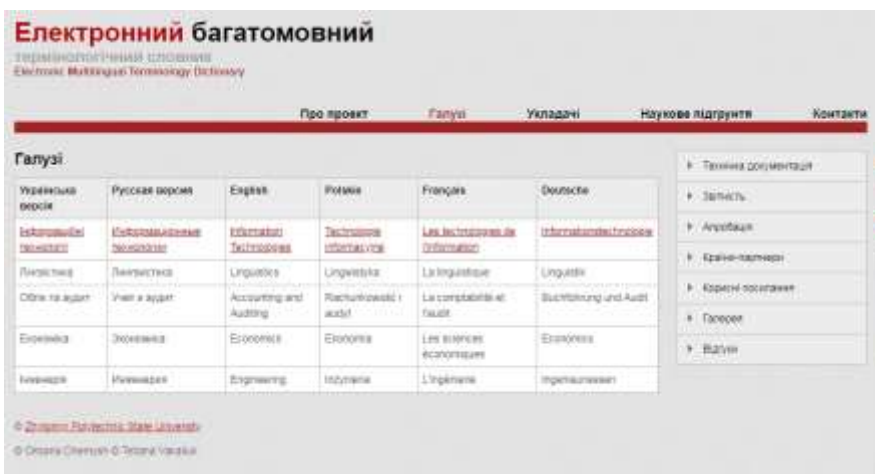 Електронний багатомовний
термінологічний словник
Electronic Multilingual Terminology Dictionary
Про проект Галузі Укладачі Наукове підгрунтя Контакти
Галузі
Українська версія Русская версия English Polskie Français Deutsche
Інформаційні технології Информационные технологии Information Technologies Technologie informacyjne Les technologies de l'information Informationstechnologie
Лінгвістика Лингвистика Linguistics Lingwistyka La linguistique Linguistik
Облік та аудит Учет и аудит Accounting and Auditing Rachunkowość i audyt La comptabilité et l'audit Buchführung und Audit
Економіка Экономика Economics Ekonomia Les sciences économiques Economics
Інженерія Инженерия Engineering Inżynieria L'ingénierie Ingenieurwesen
Технічна документація
Звітність
Апробація
Країни-партнери
Корисні посилання
Галерея
Відгуки
© Zhytomyr Polytechnic State University
© Oksana Chernysh © Tetiana Vakaliuk